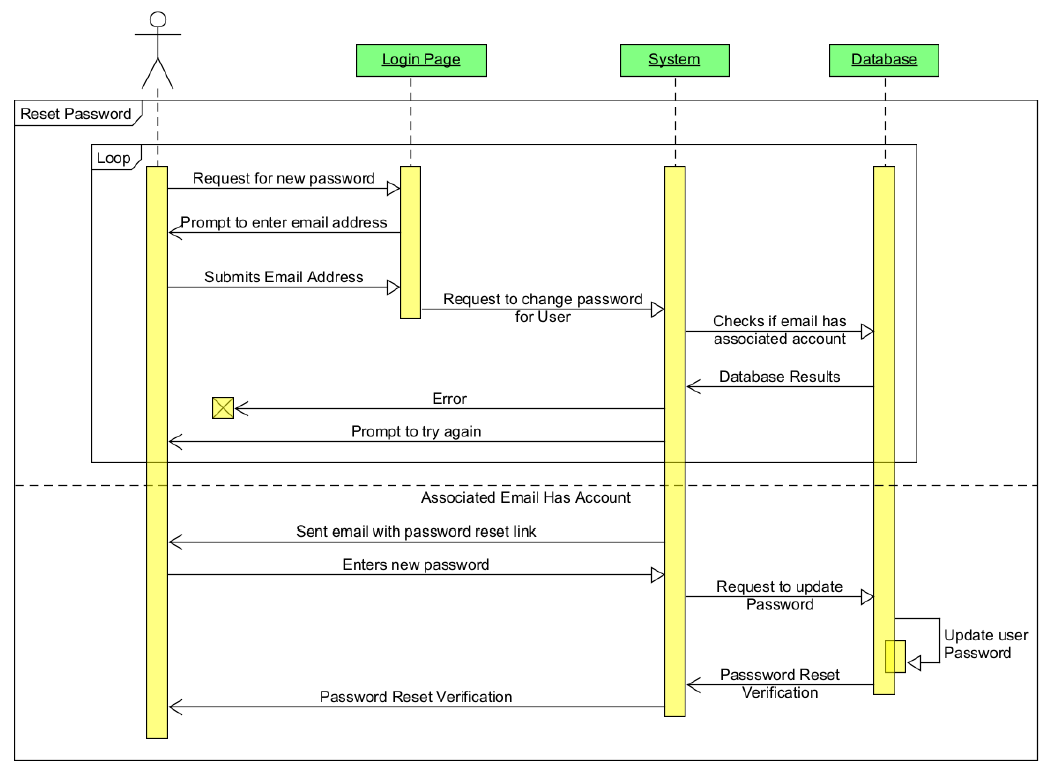 Login Page
System
Database
Reset Password
Loop
Request for new password
Prompt to enter email address
Submits Email Address
Request to change password
for User
Checks if email has
associated account
Database Results
Error
Prompt to try again
Associated Email Has Account
Sent email with password reset link
Enters new password
Request to update
Password
Update user
Password
Passsword Reset
Verification
Password Reset Verification